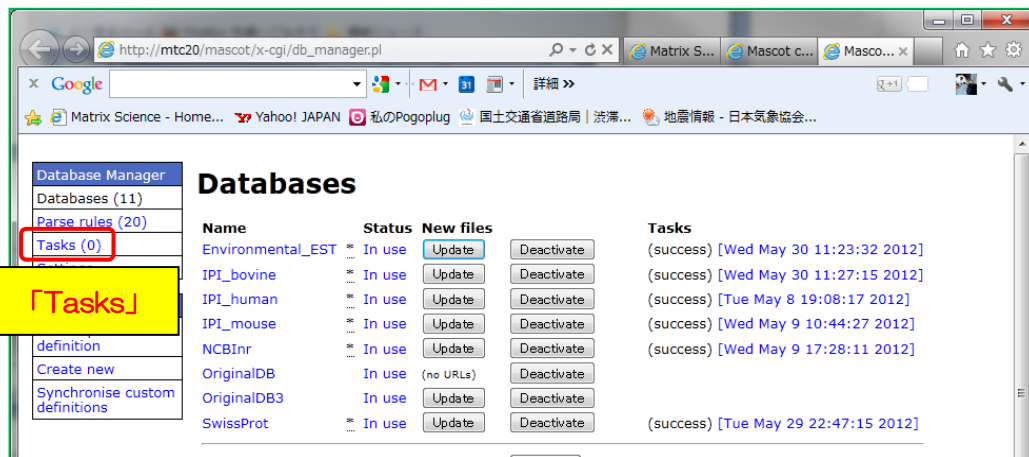 http://mtc20/mascot/x-cgi/db_manager.pl
Matrix S...
Mascot c...
Masco...
x Google
31
詳細 »
+1
Matrix Science - Home...
Yahoo! JAPAN
私のPogoplug
国土交通省道路局｜渋滞...
地震情報 - 日本気象協会...
Database Manager
Databases (11)
Parse rules (20)
Tasks (0)
「Tasks」
definition
Create new
Synchronise custom
definitions
Databases
Name Status New files Tasks
Environmental_EST * In use Update Deactivate (success) [Wed May 30 11:23:32 2012]
IPI_bovine * In use Update Deactivate (success) [Wed May 30 11:27:15 2012]
IPI_human * In use Update Deactivate (success) [Tue May 8 19:08:17 2012]
IPI_mouse * In use Update Deactivate (success) [Wed May 9 10:44:27 2012]
NCBInr * In use Update Deactivate (success) [Wed May 9 17:28:11 2012]
OriginalDB In use (no URLs) Deactivate
OriginalDB3 In use Update Deactivate
SwissProt * In use Update Deactivate (success) [Tue May 29 22:47:15 2012]